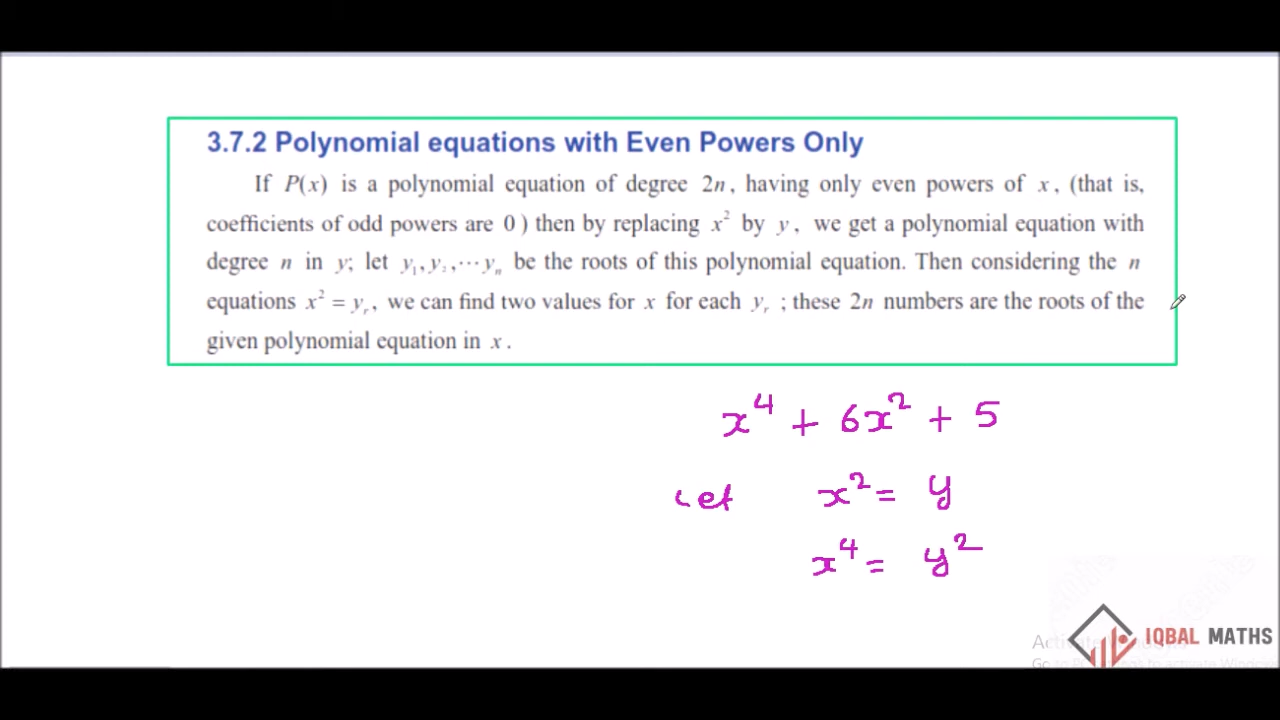 3.7.2 Polynomial equations with Even Powers Only
If P(x) is a polynomial equation of degree 2n, having only even powers of x, (that is,
coefficients of odd powers are 0) then by replacing x² by y, we get a polynomial equation with
degree n in y; let y₁, y₂, ⋯ yₙ be the roots of this polynomial equation. Then considering the n
equations x² = yᵣ, we can find two values for x for each yᵣ; these 2n numbers are the roots of the
given polynomial equation in x.
x⁴ + 6x² + 5
Let x² = y
x⁴ = y²
IQBAL MATHS